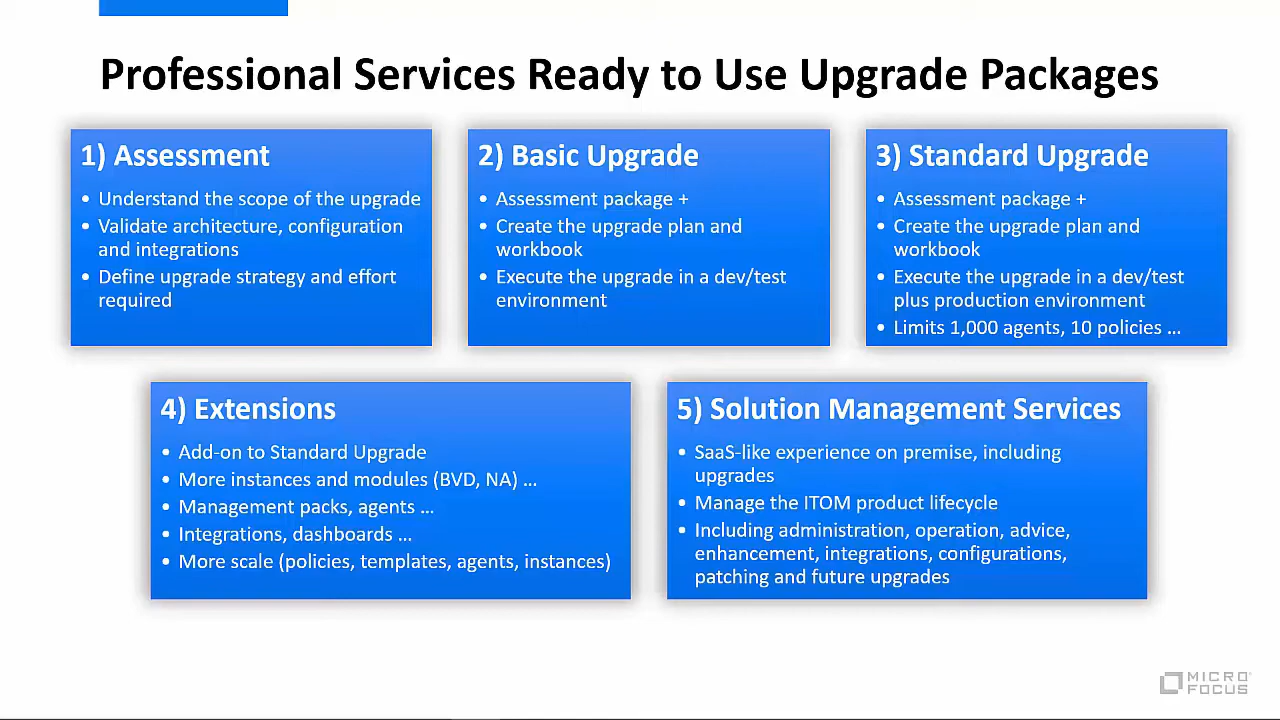 Professional Services Ready to Use Upgrade Packages
1) Assessment
• Understand the scope of the upgrade
• Validate architecture, configuration
and integrations
• Define upgrade strategy and effort
required
2) Basic Upgrade
• Assessment package +
• Create the upgrade plan and
workbook
• Execute the upgrade in a dev/test
environment
3) Standard Upgrade
• Assessment package +
• Create the upgrade plan and
workbook
• Execute the upgrade in a dev/test
plus production environment
• Limits 1,000 agents, 10 policies ...
4) Extensions
• Add-on to Standard Upgrade
• More instances and modules (BVD, NA) ...
• Management packs, agents ...
• Integrations, dashboards ...
• More scale (policies, templates, agents, instances)
5) Solution Management Services
• SaaS-like experience on premise, including
upgrades
• Manage the ITOM product lifecycle
• Including administration, operation, advice,
enhancement, integrations, configurations,
patching and future upgrades
MICRO
FOCUS